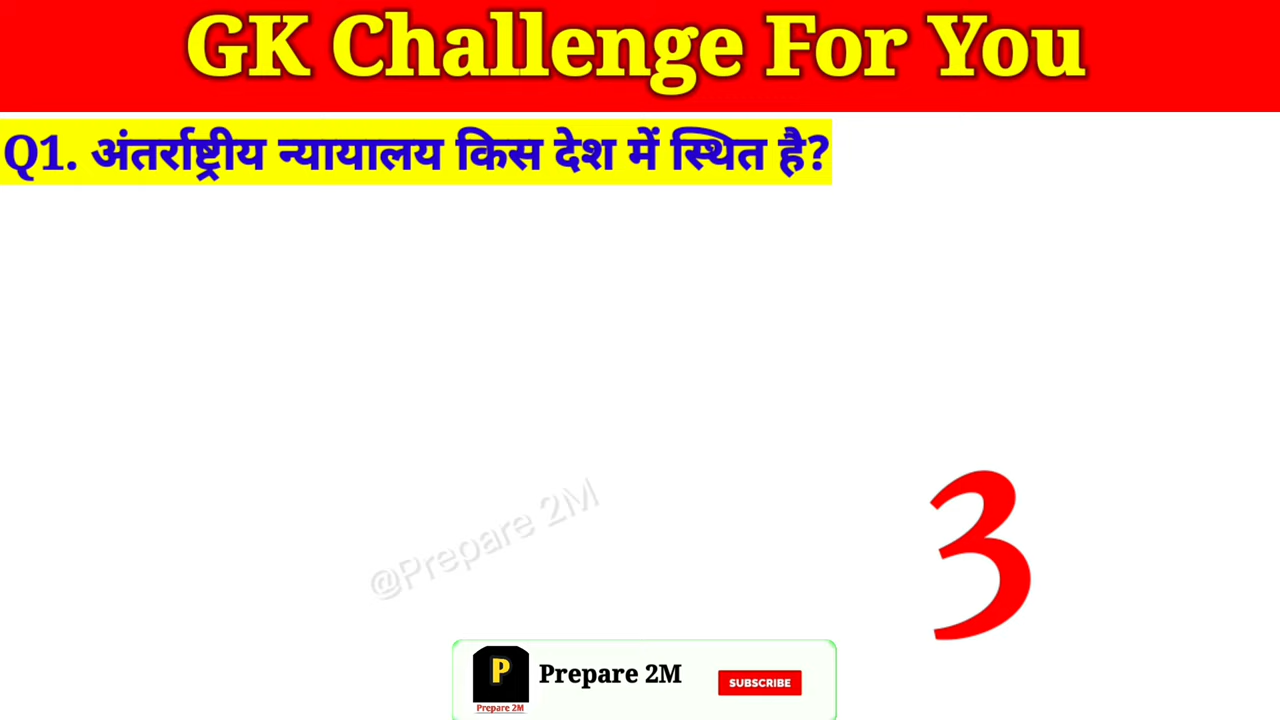 GK Challenge For You
Q1. अंतर्राष्ट्रीय न्यायालय किस देश में स्थित है?
3
@Prepare 2M
P
Prepare 2M
Prepare 2M
SUBSCRIBE